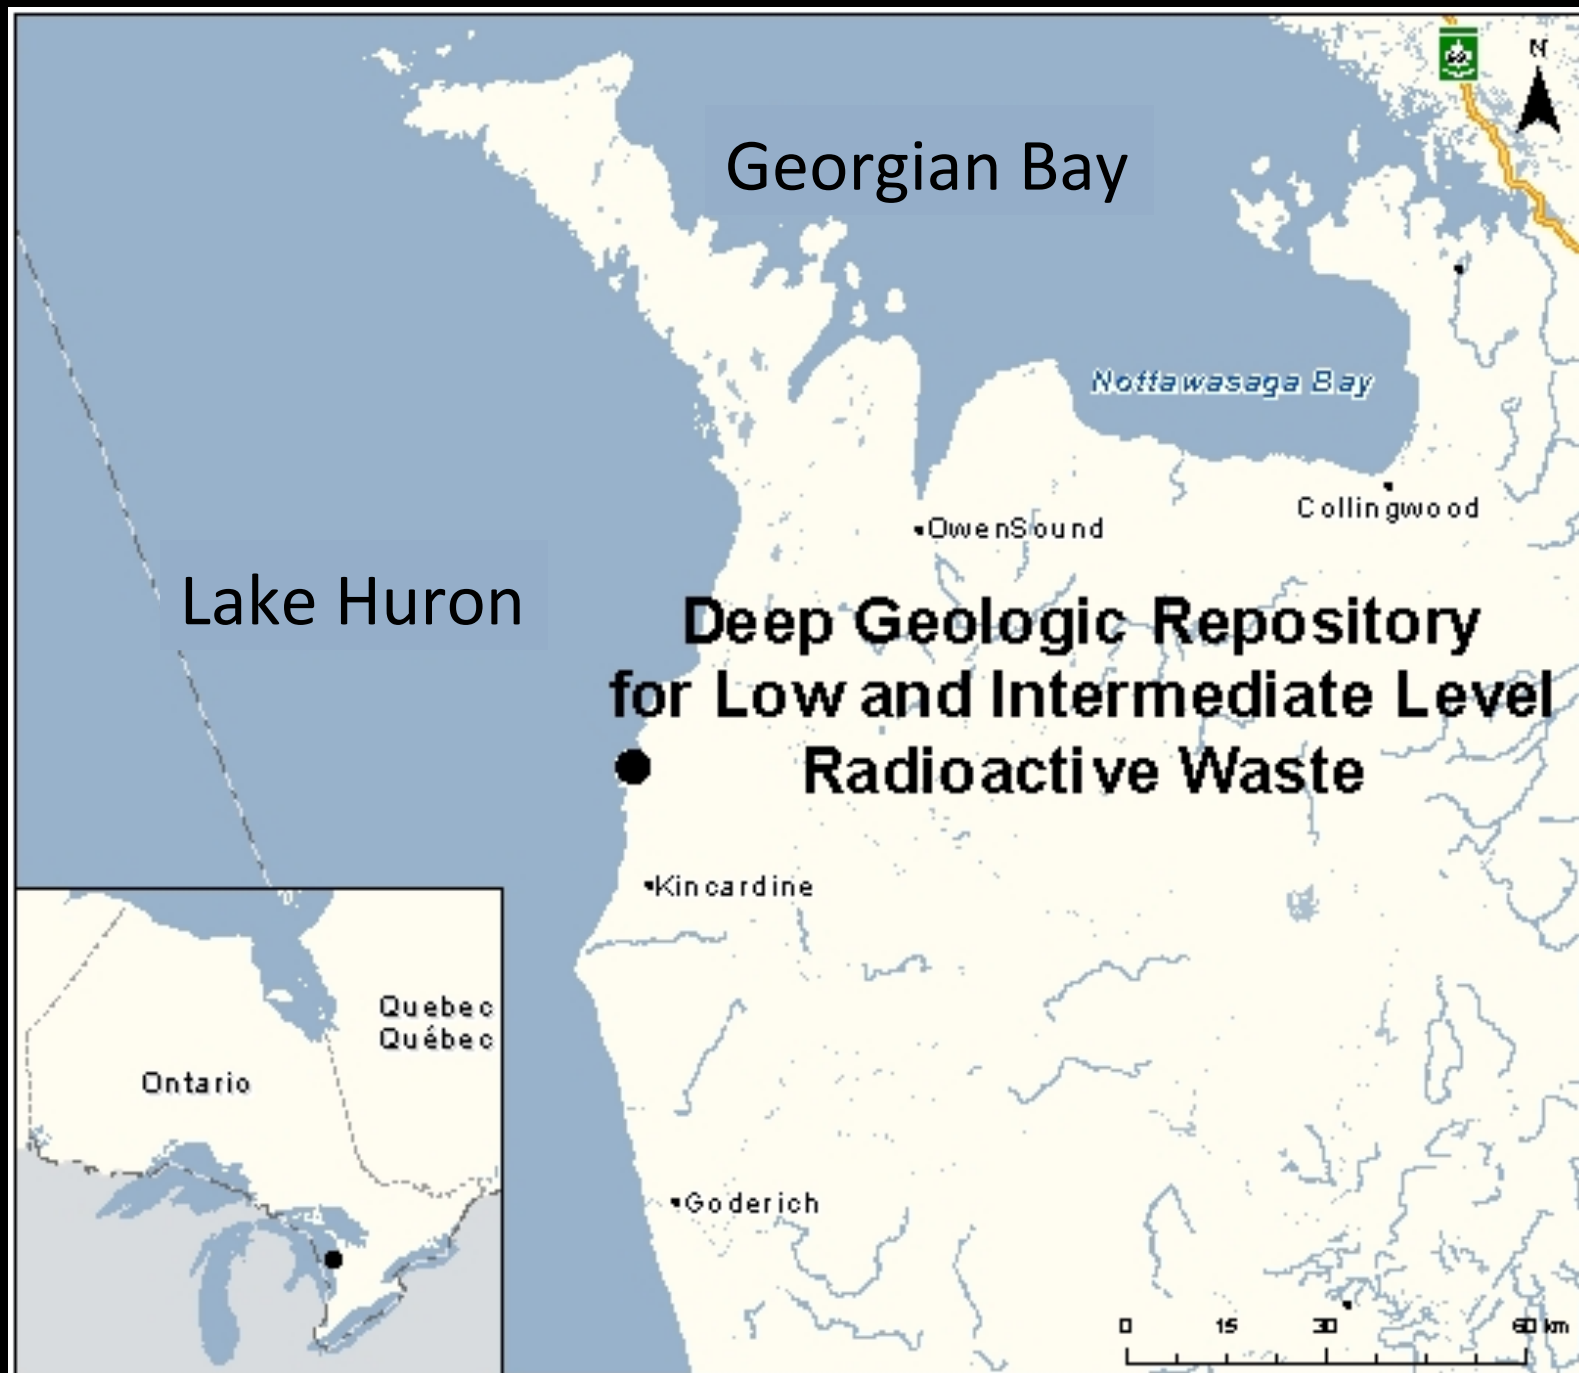 N
Georgian Bay
Nottawasaga Bay
Collingwood
OwenSound
Lake Huron
Deep Geologic Repository
for Low and Intermediate Level
Radioactive Waste
Kincardine
Quebec
Québec
Ontario
Goderich
0 15 30 60 km